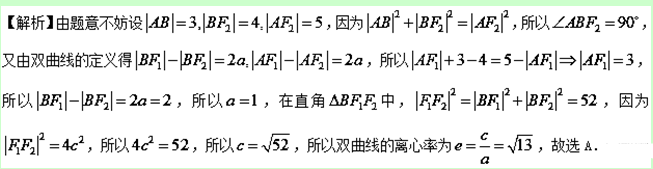 【解析】由题意不妨设|AB|=3,|BF₂|=4,|AF₂|=5，因为|AB|²+|BF₂|²=|AF₂|²，所以∠ABF₂=90°，
又由双曲线的定义得|BF₁|-|BF₂|=2a,|AF₁|-|AF₂|=2a，所以|AF₁|+3-4=5-|AF₁|⇒|AF₁|=3，
所以|BF₁|-|BF₂|=2a=2，所以a=1，在直角ΔBF₁F₂中，|F₁F₂|²=|BF₁|²+|BF₂|²=52，因为
|F₁F₂|²=4c²，所以4c²=52，所以c=√52，所以双曲线的离心率为e=c/a=√13，故选A．